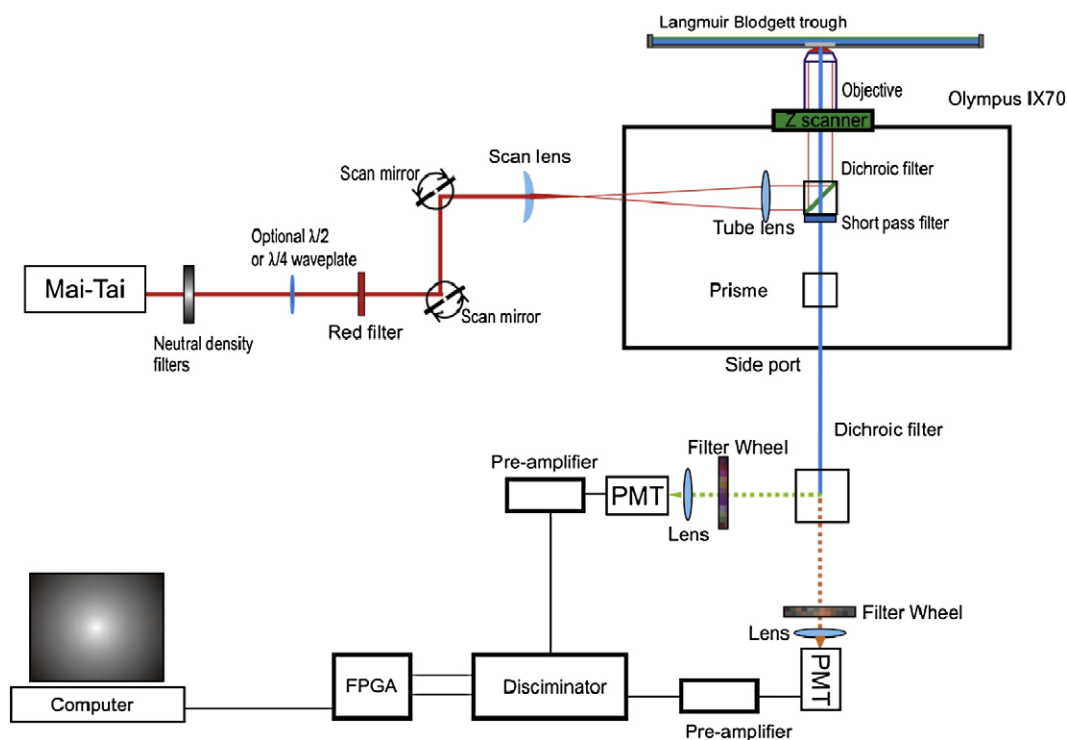 Langmuir Blodgett trough
Objective
Olympus IX70
Z scanner
Scan lens
Scan mirror
Dichroic filter
Tube lens
Short pass filter
Optional λ/2
or λ/4 waveplate
Mai-Tai
Prisme
Scan mirror
Red filter
Neutral density
filters
Side port
Dichroic filter
Filter Wheel
Pre-amplifier
PMT
Lens
Filter Wheel
Lens
PMT
FPGA
Disciminator
Computer
Pre-amplifier